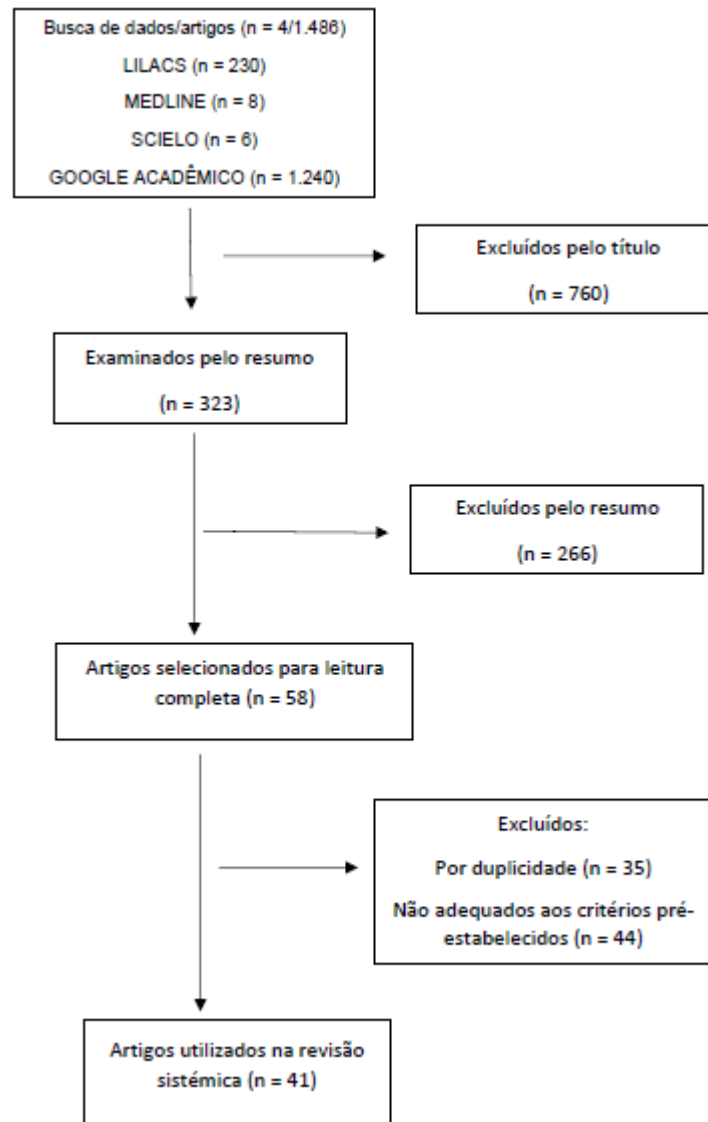 Busca de dados/artigos (n = 4/1.486)
LILACS (n = 230)
MEDLINE (n = 8)
SCIELO (n = 6)
GOOGLE ACADÊMICO (n = 1.240)
Excluídos pelo título
(n = 760)
Examinados pelo resumo
(n = 323)
Excluídos pelo resumo
(n = 266)
Artigos selecionados para leitura
completa (n = 58)
Excluídos:
Por duplicidade (n = 35)
Não adequados aos critérios pré-
estabelecidos (n = 44)
Artigos utilizados na revisão
sistémica (n = 41)